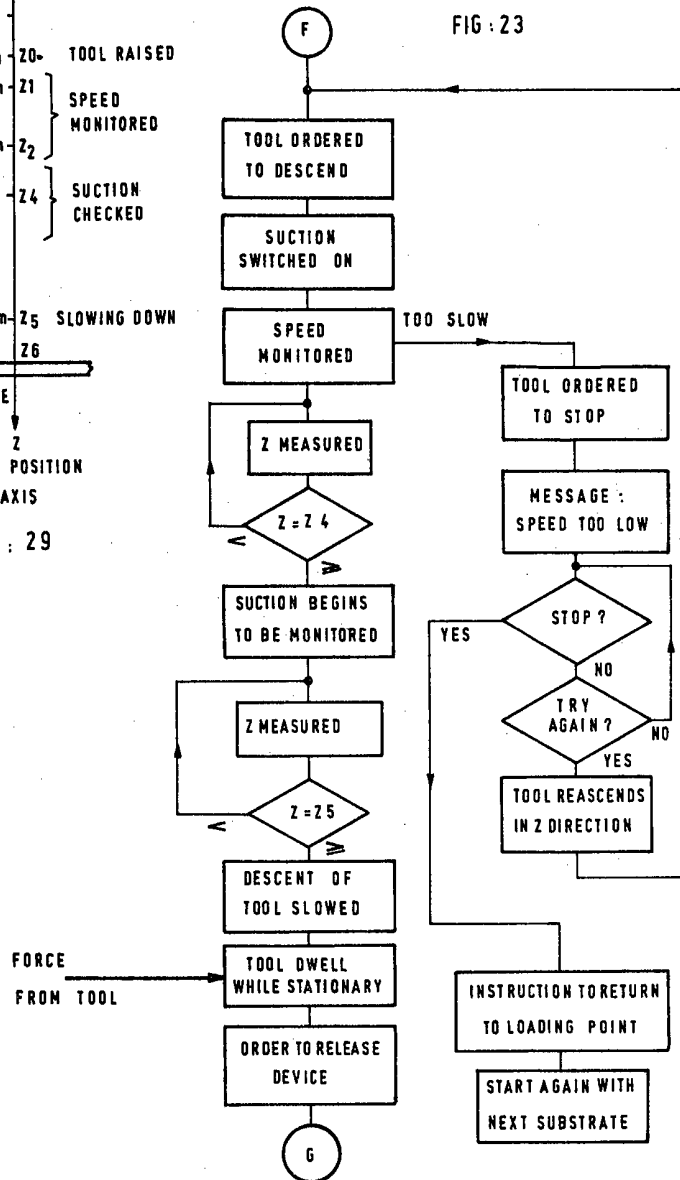 Z0
TOOL RAISED
Z1
SPEED
MONITORED
Z2
Z4
SUCTION
CHECKED
Z5 SLOWING DOWN
Z6
E
Z
POSITION
AXIS
: 29
FIG : 23
F
TOOL ORDERED
TO DESCEND
SUCTION
SWITCHED ON
SPEED
MONITORED
TOO SLOW
Z MEASURED
Z = Z 4
<
≥
SUCTION BEGINS
TO BE MONITORED
Z MEASURED
Z = Z5
<
≥
DESCENT OF
TOOL SLOWED
FORCE
FROM TOOL
TOOL DWELL
WHILE STATIONARY
ORDER TO RELEASE
DEVICE
G
TOOL ORDERED
TO STOP
MESSAGE :
SPEED TOO LOW
STOP ?
YES
NO
TRY
AGAIN ?
NO
YES
TOOL REASCENDS
IN Z DIRECTION
INSTRUCTION TO RETURN
TO LOADING POINT
START AGAIN WITH
NEXT SUBSTRATE